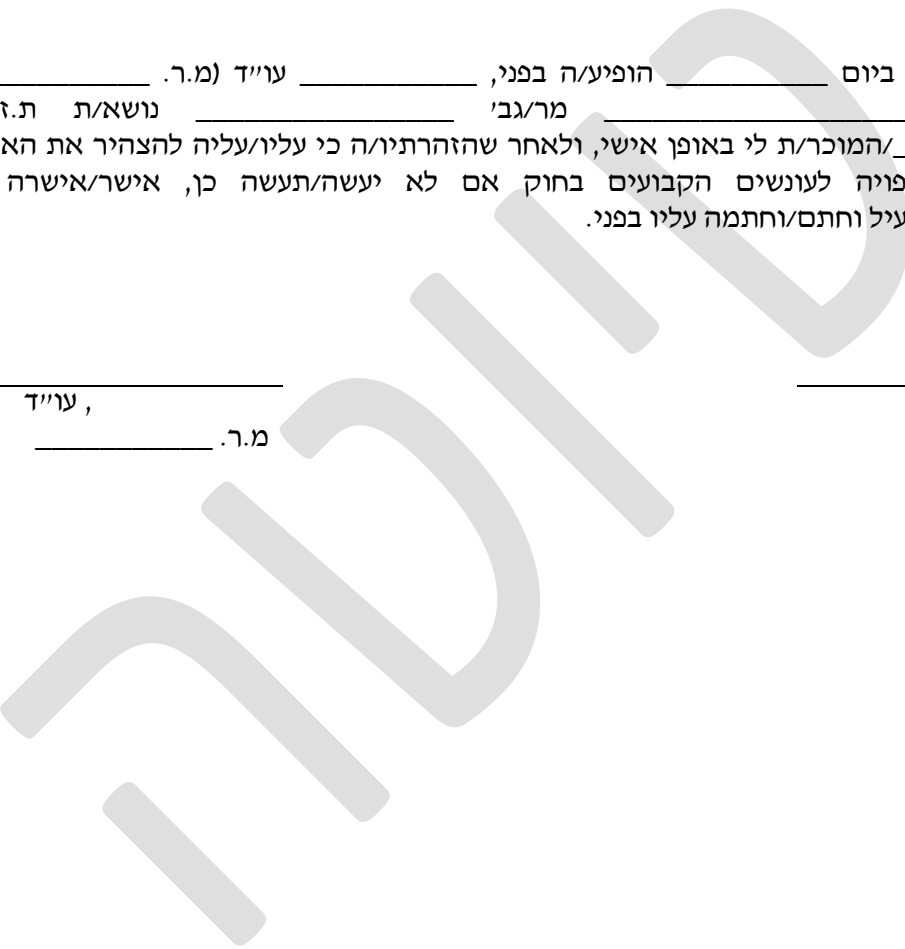 ביום ___________ הופיע/ה בפני, ____________ עו״ד (מ.ר. __________
____________________ מר/גב׳ _________________ נושא/ת ת.ז
_/המוכר/ת לי באופן אישי, ולאחר שהזהרתיו/ה כי עליו/עליה להצהיר את הא
פויה לעונשים הקבועים בחוק אם לא יעשה/תעשה כן, אישר/אישרה
עיל וחתם/וחתמה עליו בפני.
, עו״ד
מ.ר. ____________
טיוטה